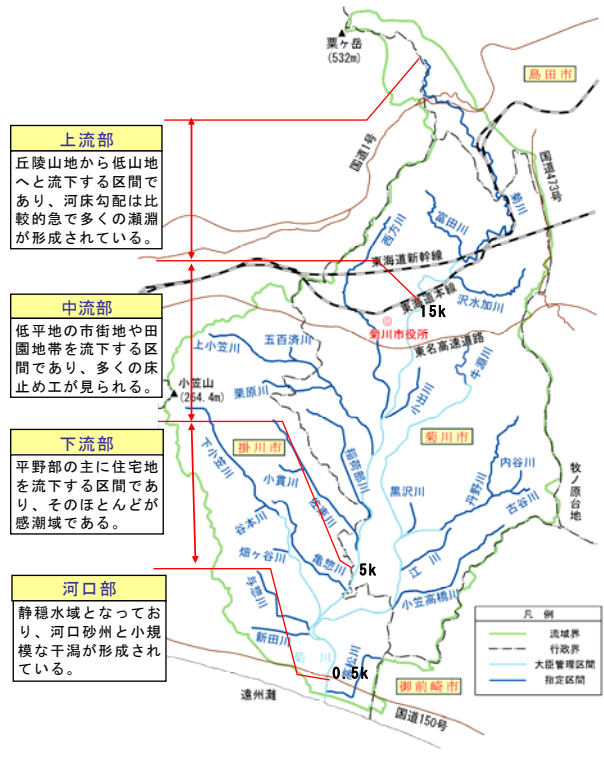 粟ヶ岳
(532m)
島田市
上流部
丘陵山地から低山地
へと流下する区間で
あり、河床勾配は比
較的急で多くの瀬淵
が形成されている。
国道1号
国道473号
菊川
富田川
西方川
東海道新幹線
東海道本線
沢水加川
15k
菊川市役所
東名高速道路
中流部
低平地の市街地や田
園地帯を流下する区
間であり、多くの床
止め工が見られる。
上小笠川
五百済川
牛淵川
小笠山
(264.4m)
栗原川
小出川
下流部
平野部の主に住宅地
を流下する区間であ
り、そのほとんどが
感潮域である。
下小笠川
掛川市
稲荷部川
菊川市
内谷川
小貫川
佐束川
黒沢川
丹野川
古谷川
牧ノ原台地
谷本川
畑ヶ谷川
亀惣川
5k
江川
河口部
静穏水域となってお
り、河口砂州と小規
模な干潟が形成され
ている。
与惣川
小笠高橋川
新田川
菊川
0.5k
高松川
御前崎市
遠州灘
国道150号
凡例
流域界
行政界
大臣管理区間
指定区間